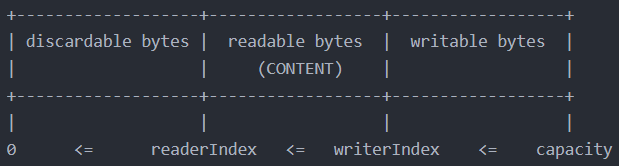 +-------------------+------------------+------------------+
| discardable bytes |  readable bytes  |  writable bytes  |
|                   |     (CONTENT)    |                  |
+-------------------+------------------+------------------+
|                   |                  |                  |
0      <=      readerIndex   <=   writerIndex    <=    capacity